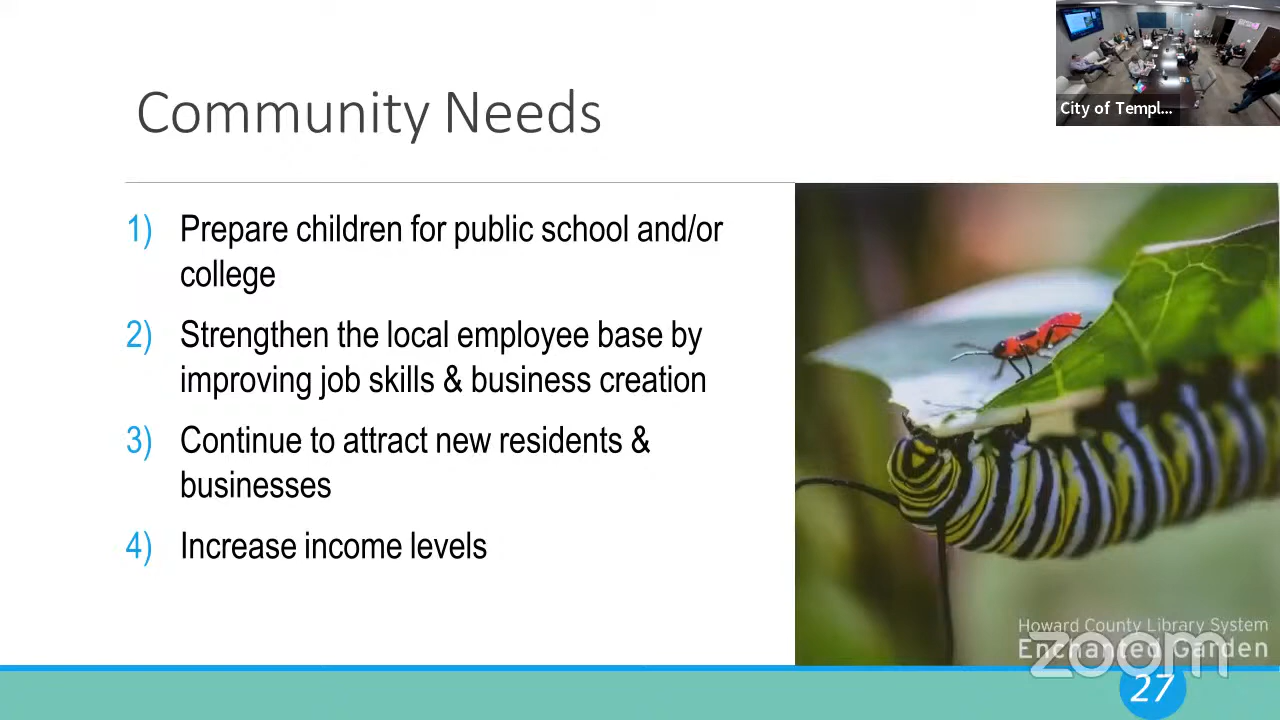 City of Templ...
Community Needs
1) Prepare children for public school and/or
college
2) Strengthen the local employee base by
improving job skills & business creation
3) Continue to attract new residents &
businesses
4) Increase income levels
Howard County Library System
Enchanted Garden
zoom
27